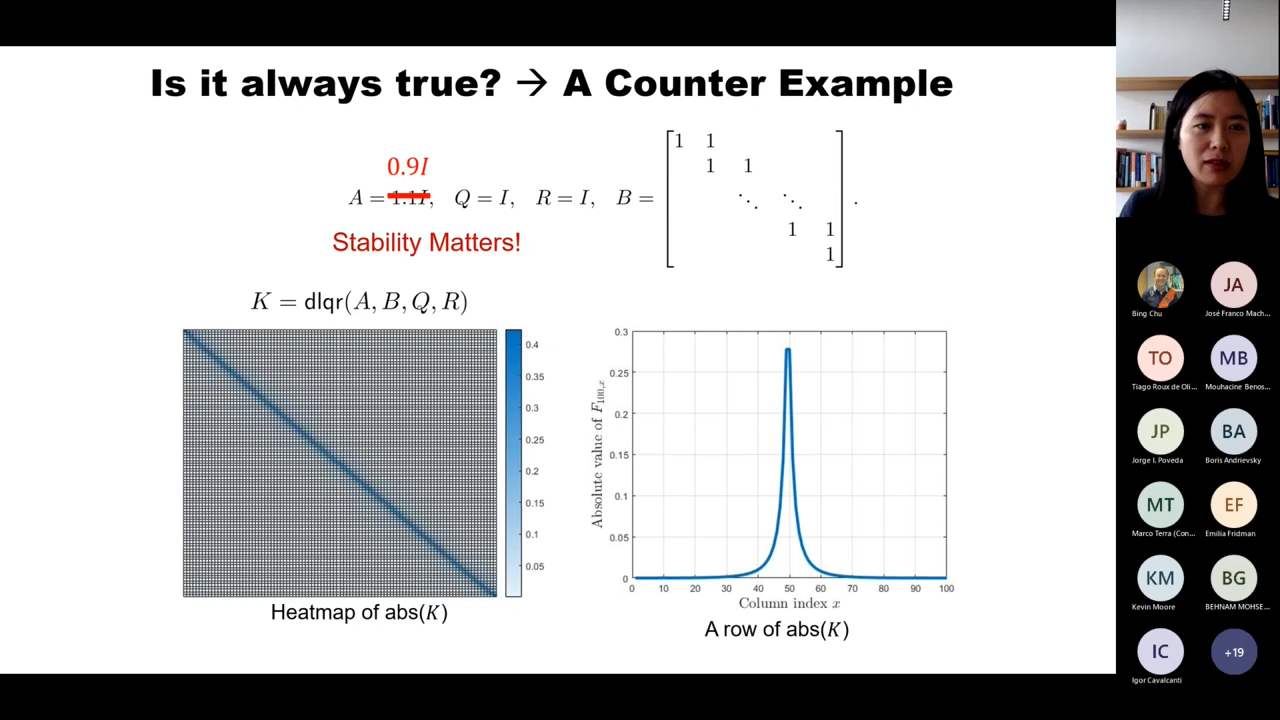 Is it always true? → A Counter Example
0.9I
A = 1.1I, Q = I, R = I, B = [1 1
1 1
⋱ ⋱
1 1
1] .
Stability Matters!
K = dlqr(A, B, Q, R)
0.4
0.35
0.3
0.25
0.2
0.15
0.1
0.05
Heatmap of abs(K)
0.3
0.25
0.2
0.15
0.1
0.05
0
Absolute value of F100,x
0 10 20 30 40 50 60 70 80 90 100
Column index x
A row of abs(K)
Bing Chu
JA
José Franco Mach...
TO
Tiago Roux de Oli...
MB
Mouhacine Benos...
JP
Jorge I. Poveda
BA
Boris Andrievsky
MT
Marco Terra (Con...
EF
Emilia Fridman
KM
Kevin Moore
BG
BEHNAM MOHSE...
IC
Igor Cavalcanti
+19